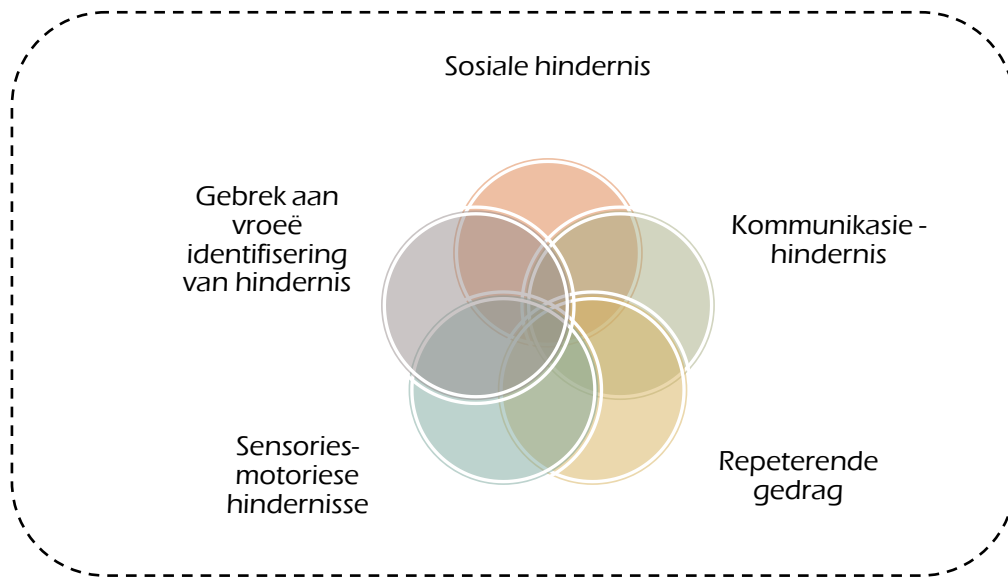 Sosiale hindernis
Gebrek aan
vroeë
identifisering
van hindernis
Kommunikasie -
hindernis
Sensories-
motoriese
hindernisse
Repeterende
gedrag